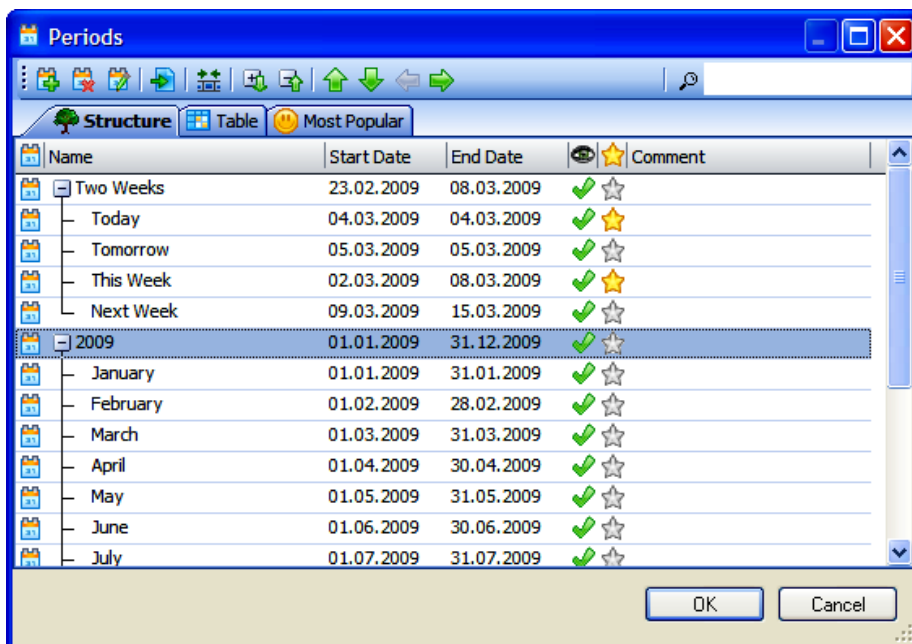 Periods
Structure Table Most Popular
Name Start Date End Date Comment
Two Weeks 23.02.2009 08.03.2009
Today 04.03.2009 04.03.2009
Tomorrow 05.03.2009 05.03.2009
This Week 02.03.2009 08.03.2009
Next Week 09.03.2009 15.03.2009
2009 01.01.2009 31.12.2009
January 01.01.2009 31.01.2009
February 01.02.2009 28.02.2009
March 01.03.2009 31.03.2009
April 01.04.2009 30.04.2009
May 01.05.2009 31.05.2009
June 01.06.2009 30.06.2009
July 01.07.2009 31.07.2009
OK Cancel